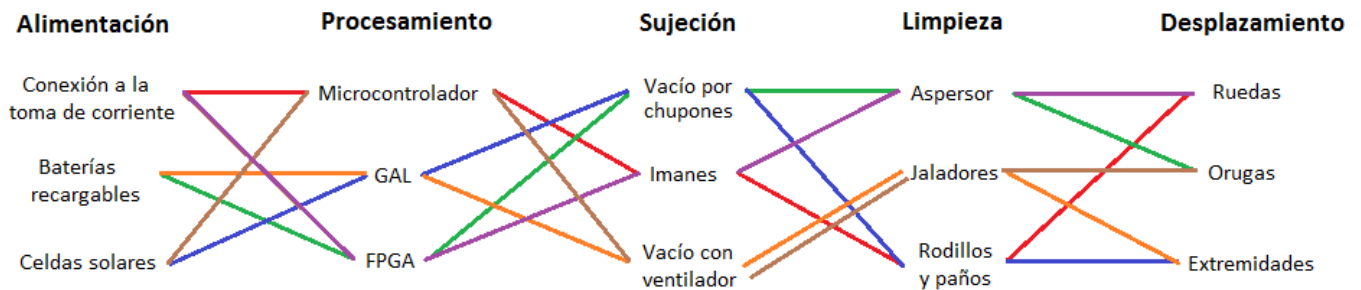 Alimentación
Procesamiento
Sujeción
Limpieza
Desplazamiento
Conexión a la
toma de corriente
Microcontrolador
Vacío por
chupones
Aspersor
Ruedas
Baterías
recargables
GAL
Imanes
Jaladores
Orugas
Celdas solares
FPGA
Vacío con
ventilador
Rodillos
y paños
Extremidades